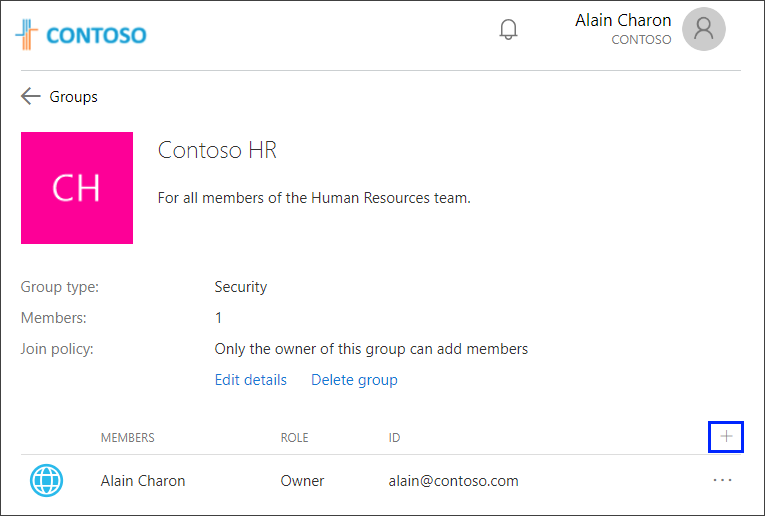 CONTOSO
Alain Charon
CONTOSO
Groups
CH
Contoso HR
For all members of the Human Resources team.
Group type: Security
Members: 1
Join policy: Only the owner of this group can add members
Edit details Delete group
MEMBERS ROLE ID +
Alain Charon Owner alain@contoso.com ...